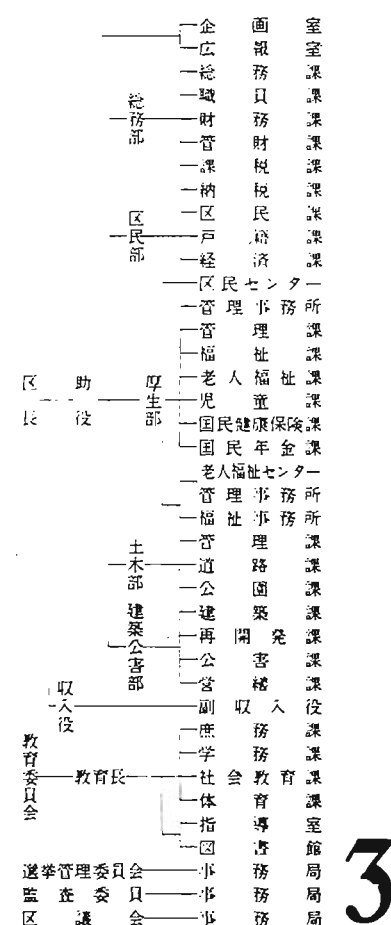 企画室
広報室
総務課
職員課
総務部
財務課
管財課
課税課
納税課
区民部
区民課
戸籍課
経済課
区民センター
管理事務所
管理課
福祉課
区長
助役
厚生部
老人福祉課
児童課
国民健康保険課
国民年金課
老人福祉センター
管理事務所
福祉事務所
土木部
管理課
道路課
公園課
建築公害部
建築課
再開発課
公害課
営繕課
収入役
副収入役
教育委員会
教育長
庶務課
学務課
社会教育課
体育課
指導室
図書館
選挙管理委員会 事務局
監査委員 事務局
区議会 事務局
3